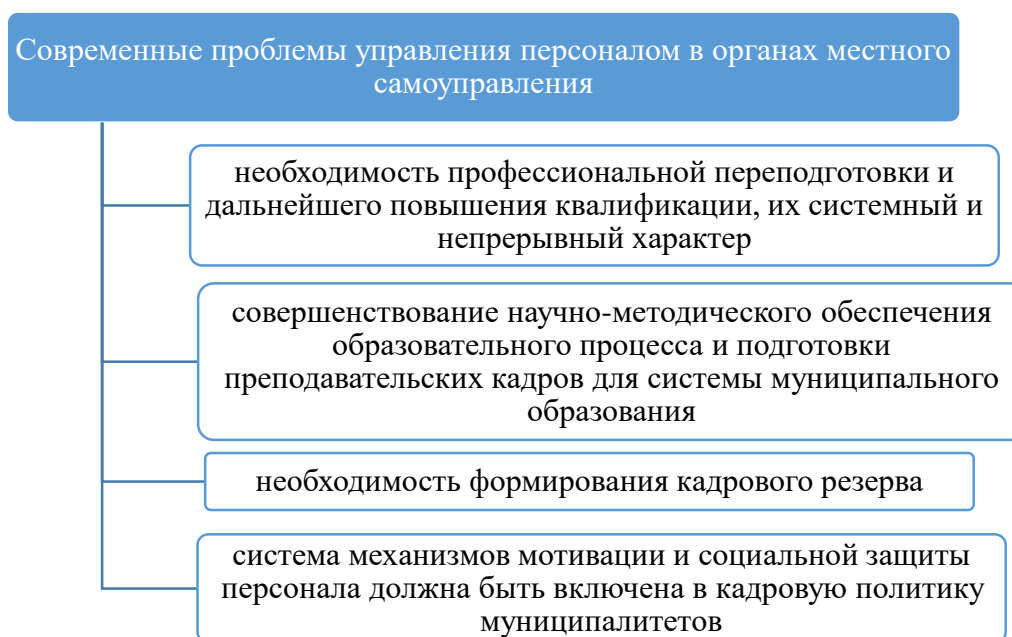 Современные проблемы управления персоналом в органах местного
самоуправления
необходимость профессиональной переподготовки и
дальнейшего повышения квалификации, их системный и
непрерывный характер
совершенствование научно-методического обеспечения
образовательного процесса и подготовки
преподавательских кадров для системы муниципального
образования
необходимость формирования кадрового резерва
система механизмов мотивации и социальной защиты
персонала должна быть включена в кадровую политику
муниципалитетов